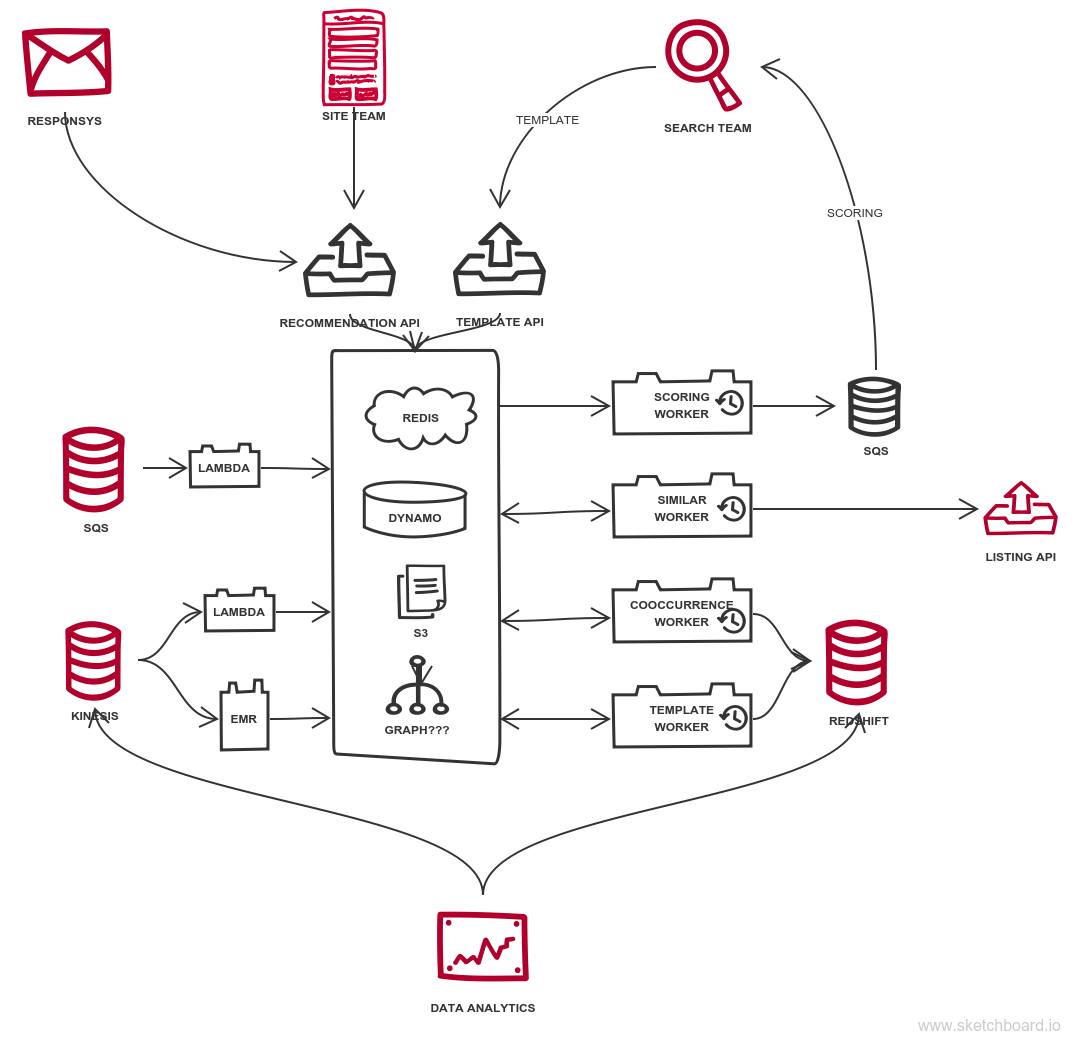 RESPONSYS
SITE TEAM
TEMPLATE
SEARCH TEAM
SCORING
RECOMMENDATION API
TEMPLATE API
REDIS
SCORING
WORKER
SQS
SQS
LAMBDA
DYNAMO
SIMILAR
WORKER
LISTING API
KINESIS
LAMBDA
EMR
S3
GRAPH???
COOCCURRENCE
WORKER
TEMPLATE
WORKER
REDSHIFT
DATA ANALYTICS
www.sketchboard.io